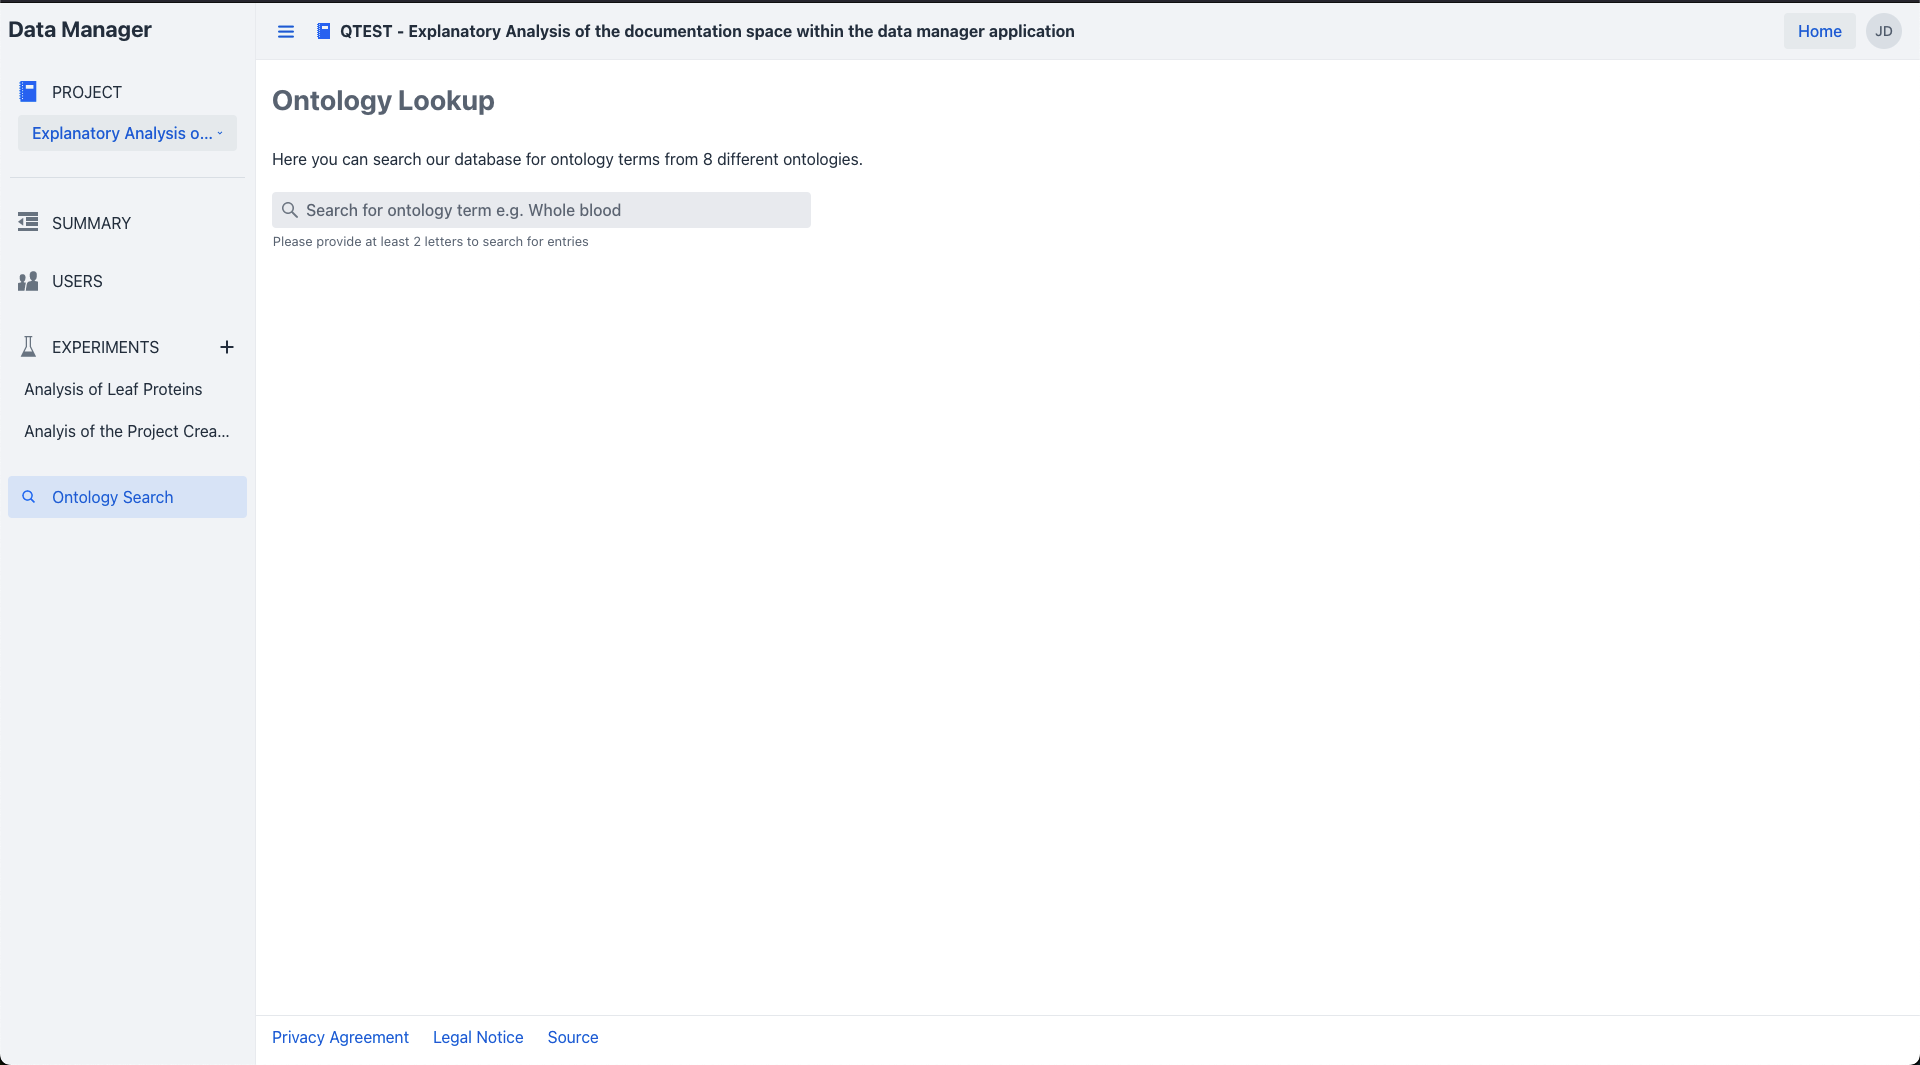 Data Manager
PROJECT
Explanatory Analysis o...
SUMMARY
USERS
EXPERIMENTS
Analysis of Leaf Proteins
Analyis of the Project Crea...
Ontology Search
QTEST - Explanatory Analysis of the documentation space within the data manager application
Home
JD
Ontology Lookup
Here you can search our database for ontology terms from 8 different ontologies.
Search for ontology term e.g. Whole blood
Please provide at least 2 letters to search for entries
Privacy Agreement
Legal Notice
Source